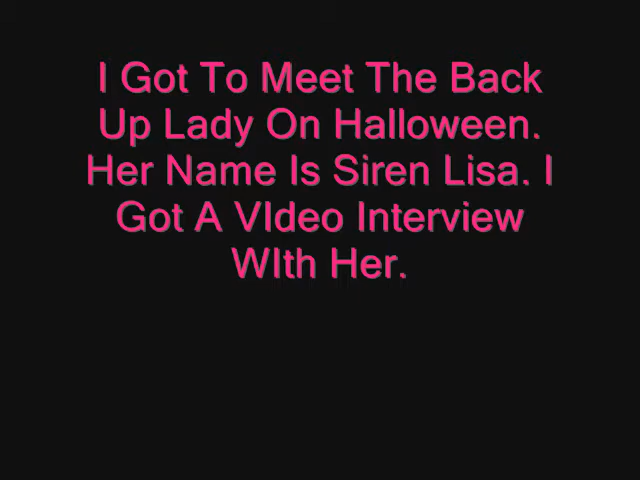 I Got To Meet The Back
Up Lady On Halloween.
Her Name Is Siren Lisa. I
Got A VIdeo Interview
WIth Her.